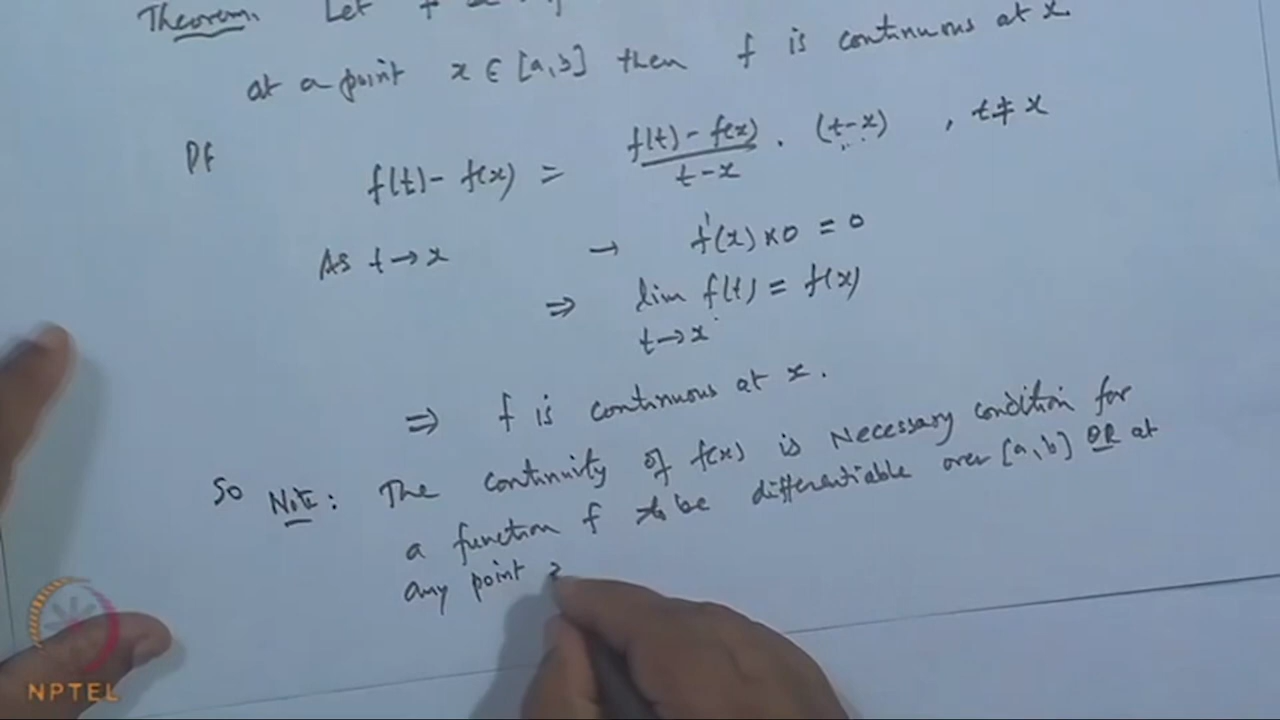 Theorem. Let f
at a point x ∈ [a,b] then f is continuous at x
Pf
f(t) - f(x) = f(t) - f(x) / t - x . (t-x) , t ≠ x
As t → x → f'(x) × 0 = 0
⇒ lim f(t) = f(x)
t→x
⇒ f is continuous at x.
So Note: The continuity of f(x) is Necessary condition for
a function f to be differentiable over [a,b] OR at
any point
NPTEL